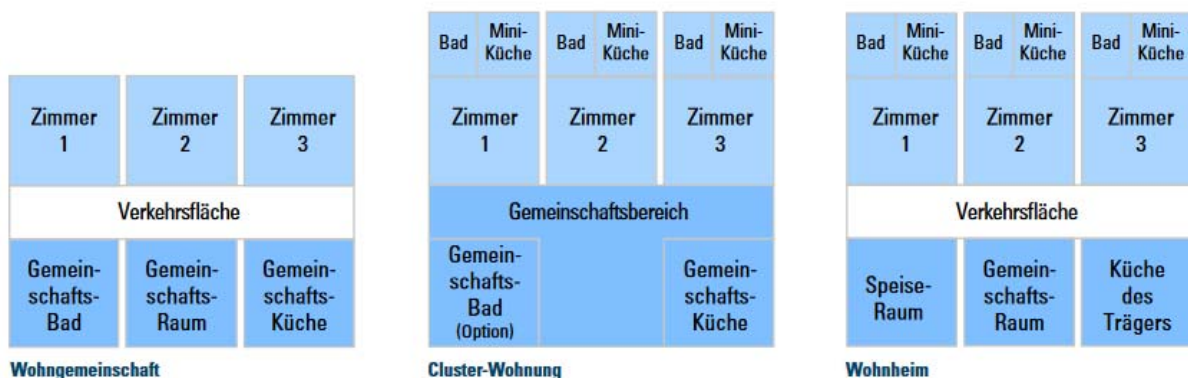 Zimmer
1
Zimmer
2
Zimmer
3
Verkehrsfläche
Gemein-
schafts-
Bad
Gemein-
schafts-
Raum
Gemein-
schafts-
Küche
Wohngemeinschaft
Bad
Mini-
Küche
Bad
Mini-
Küche
Bad
Mini-
Küche
Zimmer
1
Zimmer
2
Zimmer
3
Gemeinschaftsbereich
Gemein-
schafts-
Bad
(Option)
Gemein-
schafts-
Küche
Cluster-Wohnung
Bad
Mini-
Küche
Bad
Mini-
Küche
Bad
Mini-
Küche
Zimmer
1
Zimmer
2
Zimmer
3
Verkehrsfläche
Speise-
Raum
Gemein-
schafts-
Raum
Küche
des
Trägers
Wohnheim